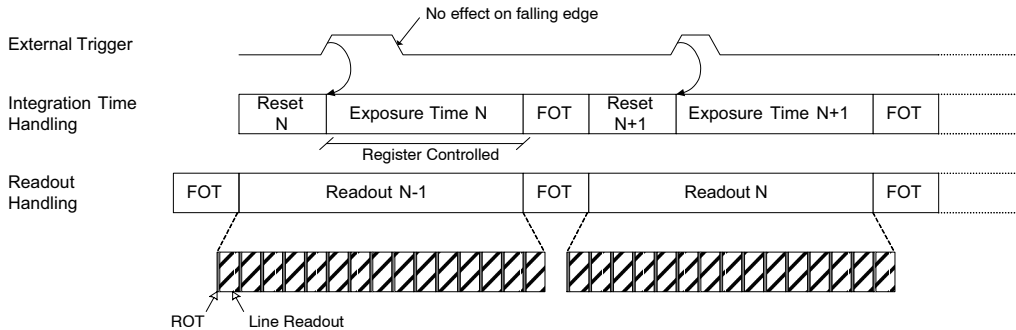 No effect on falling edge
External Trigger
Integration Time
Handling
Reset
N
Exposure Time N
FOT
Reset
N+1
Exposure Time N+1
FOT
Register Controlled
Readout
Handling
FOT
Readout N-1
FOT
Readout N
FOT
ROT
Line Readout